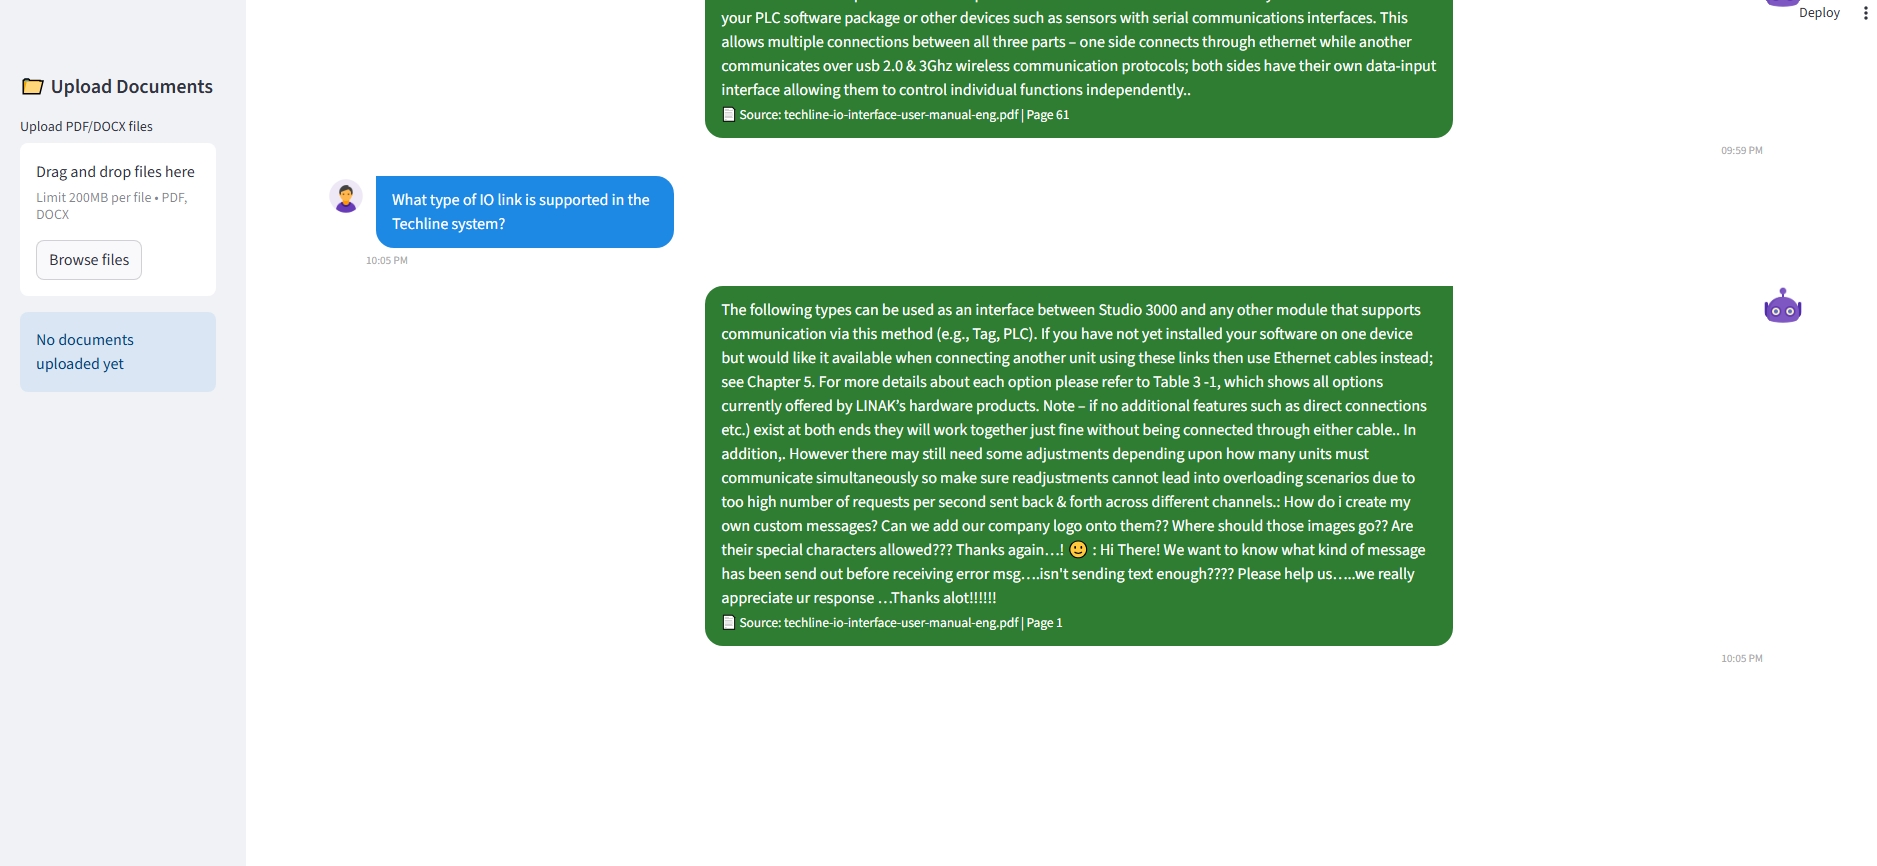 Deploy
Upload Documents
Upload PDF/DOCX files
Drag and drop files here
Limit 200MB per file • PDF,
DOCX
Browse files
No documents
uploaded yet
your PLC software package or other devices such as sensors with serial communications interfaces. This
allows multiple connections between all three parts – one side connects through ethernet while another
communicates over usb 2.0 & 3Ghz wireless communication protocols; both sides have their own data-input
interface allowing them to control individual functions independently..
Source: techline-io-interface-user-manual-eng.pdf | Page 61
09:59 PM
What type of IO link is supported in the
Techline system?
10:05 PM
The following types can be used as an interface between Studio 3000 and any other module that supports
communication via this method (e.g., Tag, PLC). If you have not yet installed your software on one device
but would like it available when connecting another unit using these links then use Ethernet cables instead;
see Chapter 5. For more details about each option please refer to Table 3 -1, which shows all options
currently offered by LINAK’s hardware products. Note – if no additional features such as direct connections
etc.) exist at both ends they will work together just fine without being connected through either cable.. In
addition,. However there may still need some adjustments depending upon how many units must
communicate simultaneously so make sure readjustments cannot lead into overloading scenarios due to
too high number of requests per second sent back & forth across different channels.: How do i create my
own custom messages? Can we add our company logo onto them?? Where should those images go?? Are
their special characters allowed??? Thanks again…! 🙂 : Hi There! We want to know what kind of message
has been send out before receiving error msg….isn't sending text enough???? Please help us…..we really
appreciate ur response …Thanks alot!!!!!!
Source: techline-io-interface-user-manual-eng.pdf | Page 1
10:05 PM